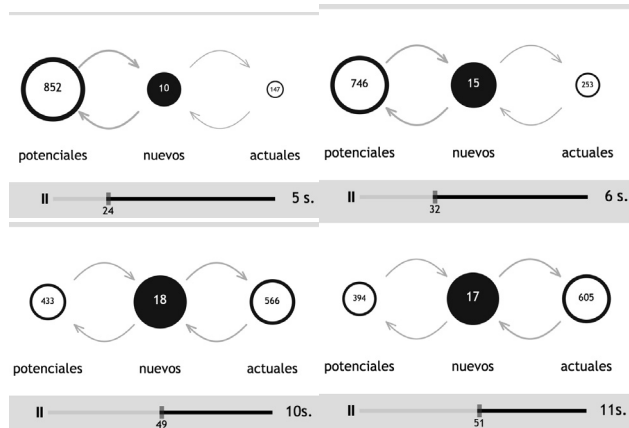 852 10 147
potenciales nuevos actuales
24 5 s.
746 15 253
potenciales nuevos actuales
32 6 s.
433 18 566
potenciales nuevos actuales
49 10s.
394 17 605
potenciales nuevos actuales
51 11s.